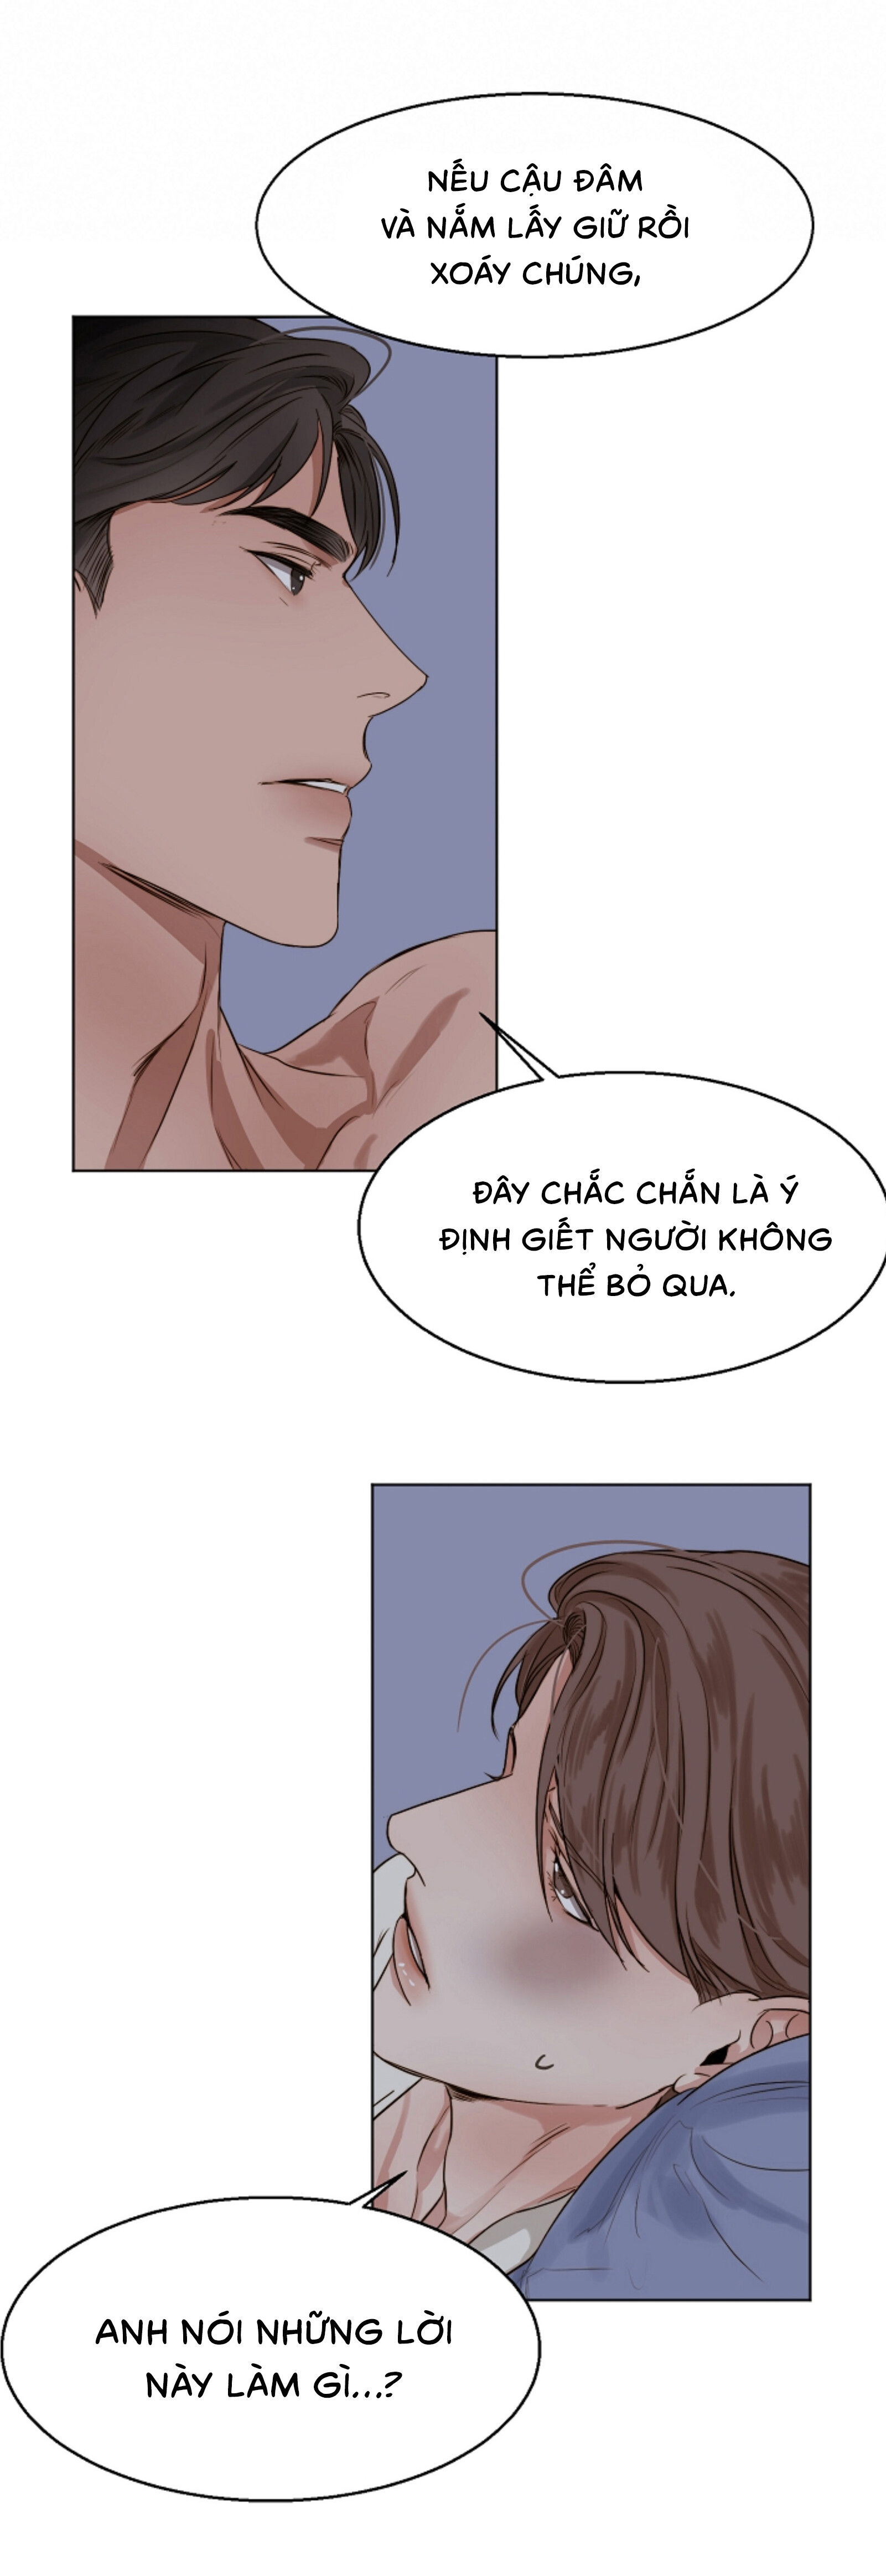 NẾU CẬU ĐÂM
VÀ NẮM LẤY GIỮ RỒI
XOÁY CHÚNG,
ĐÂY CHẮC CHẮN LÀ Ý
ĐỊNH GIẾT NGƯỜI KHÔNG
THỂ BỎ QUA.
ANH NÓI NHỮNG LỜI
NÀY LÀM GÌ...?